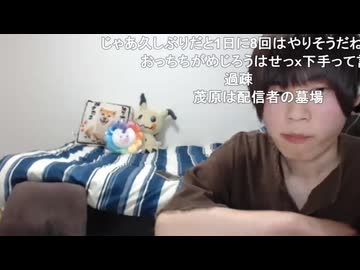 じゃあ久しぶりだと1日に8回はやりそうだね
おっちちがめじろうはせっx下手って言
過疎
茂原は配信者の墓場